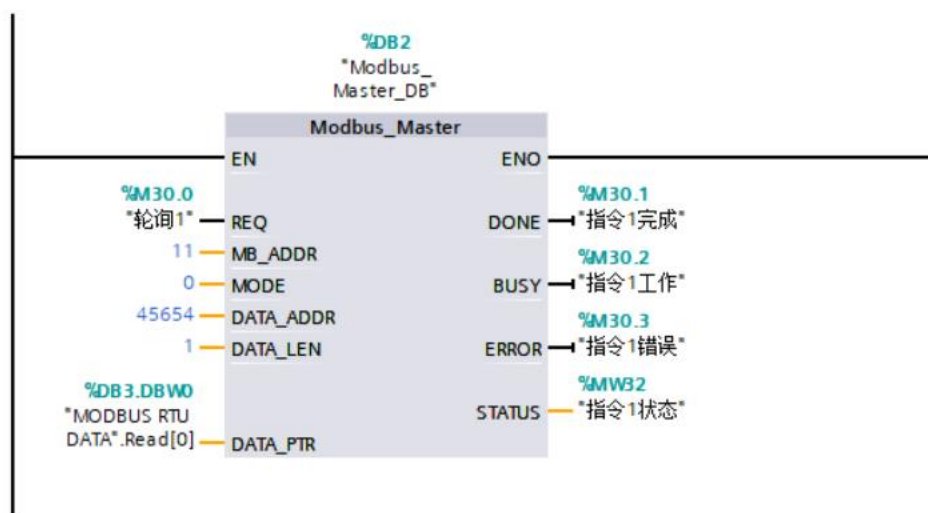 %DB2
"Modbus_
Master_DB"
Modbus_Master
EN ENO
%M30.0 %M30.1
"轮询1" REQ DONE "指令1完成"
11 MB_ADDR %M30.2
0 MODE BUSY "指令1工作"
45654 DATA_ADDR %M30.3
1 DATA_LEN ERROR "指令1错误"
%DB3.DBW0 %MW32
"MODBUS RTU STATUS "指令1状态"
DATA".Read[0] DATA_PTR